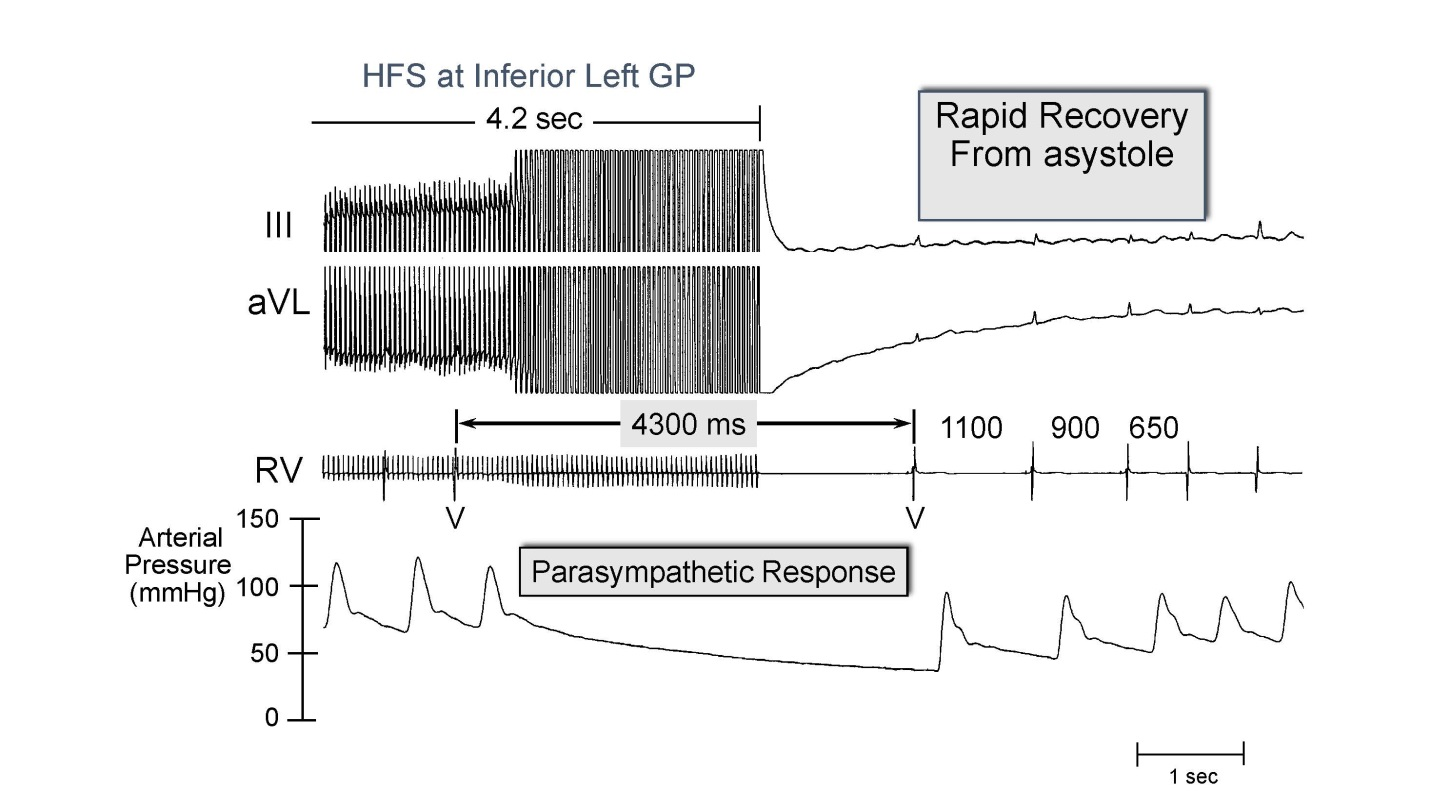 HFS at Inferior Left GP
4.2 sec
Rapid Recovery
From asystole
III
aVL
4300 ms
1100
900
650
RV
V
V
Arterial
Pressure
(mmHg)
150
100
50
0
Parasympathetic Response
1 sec